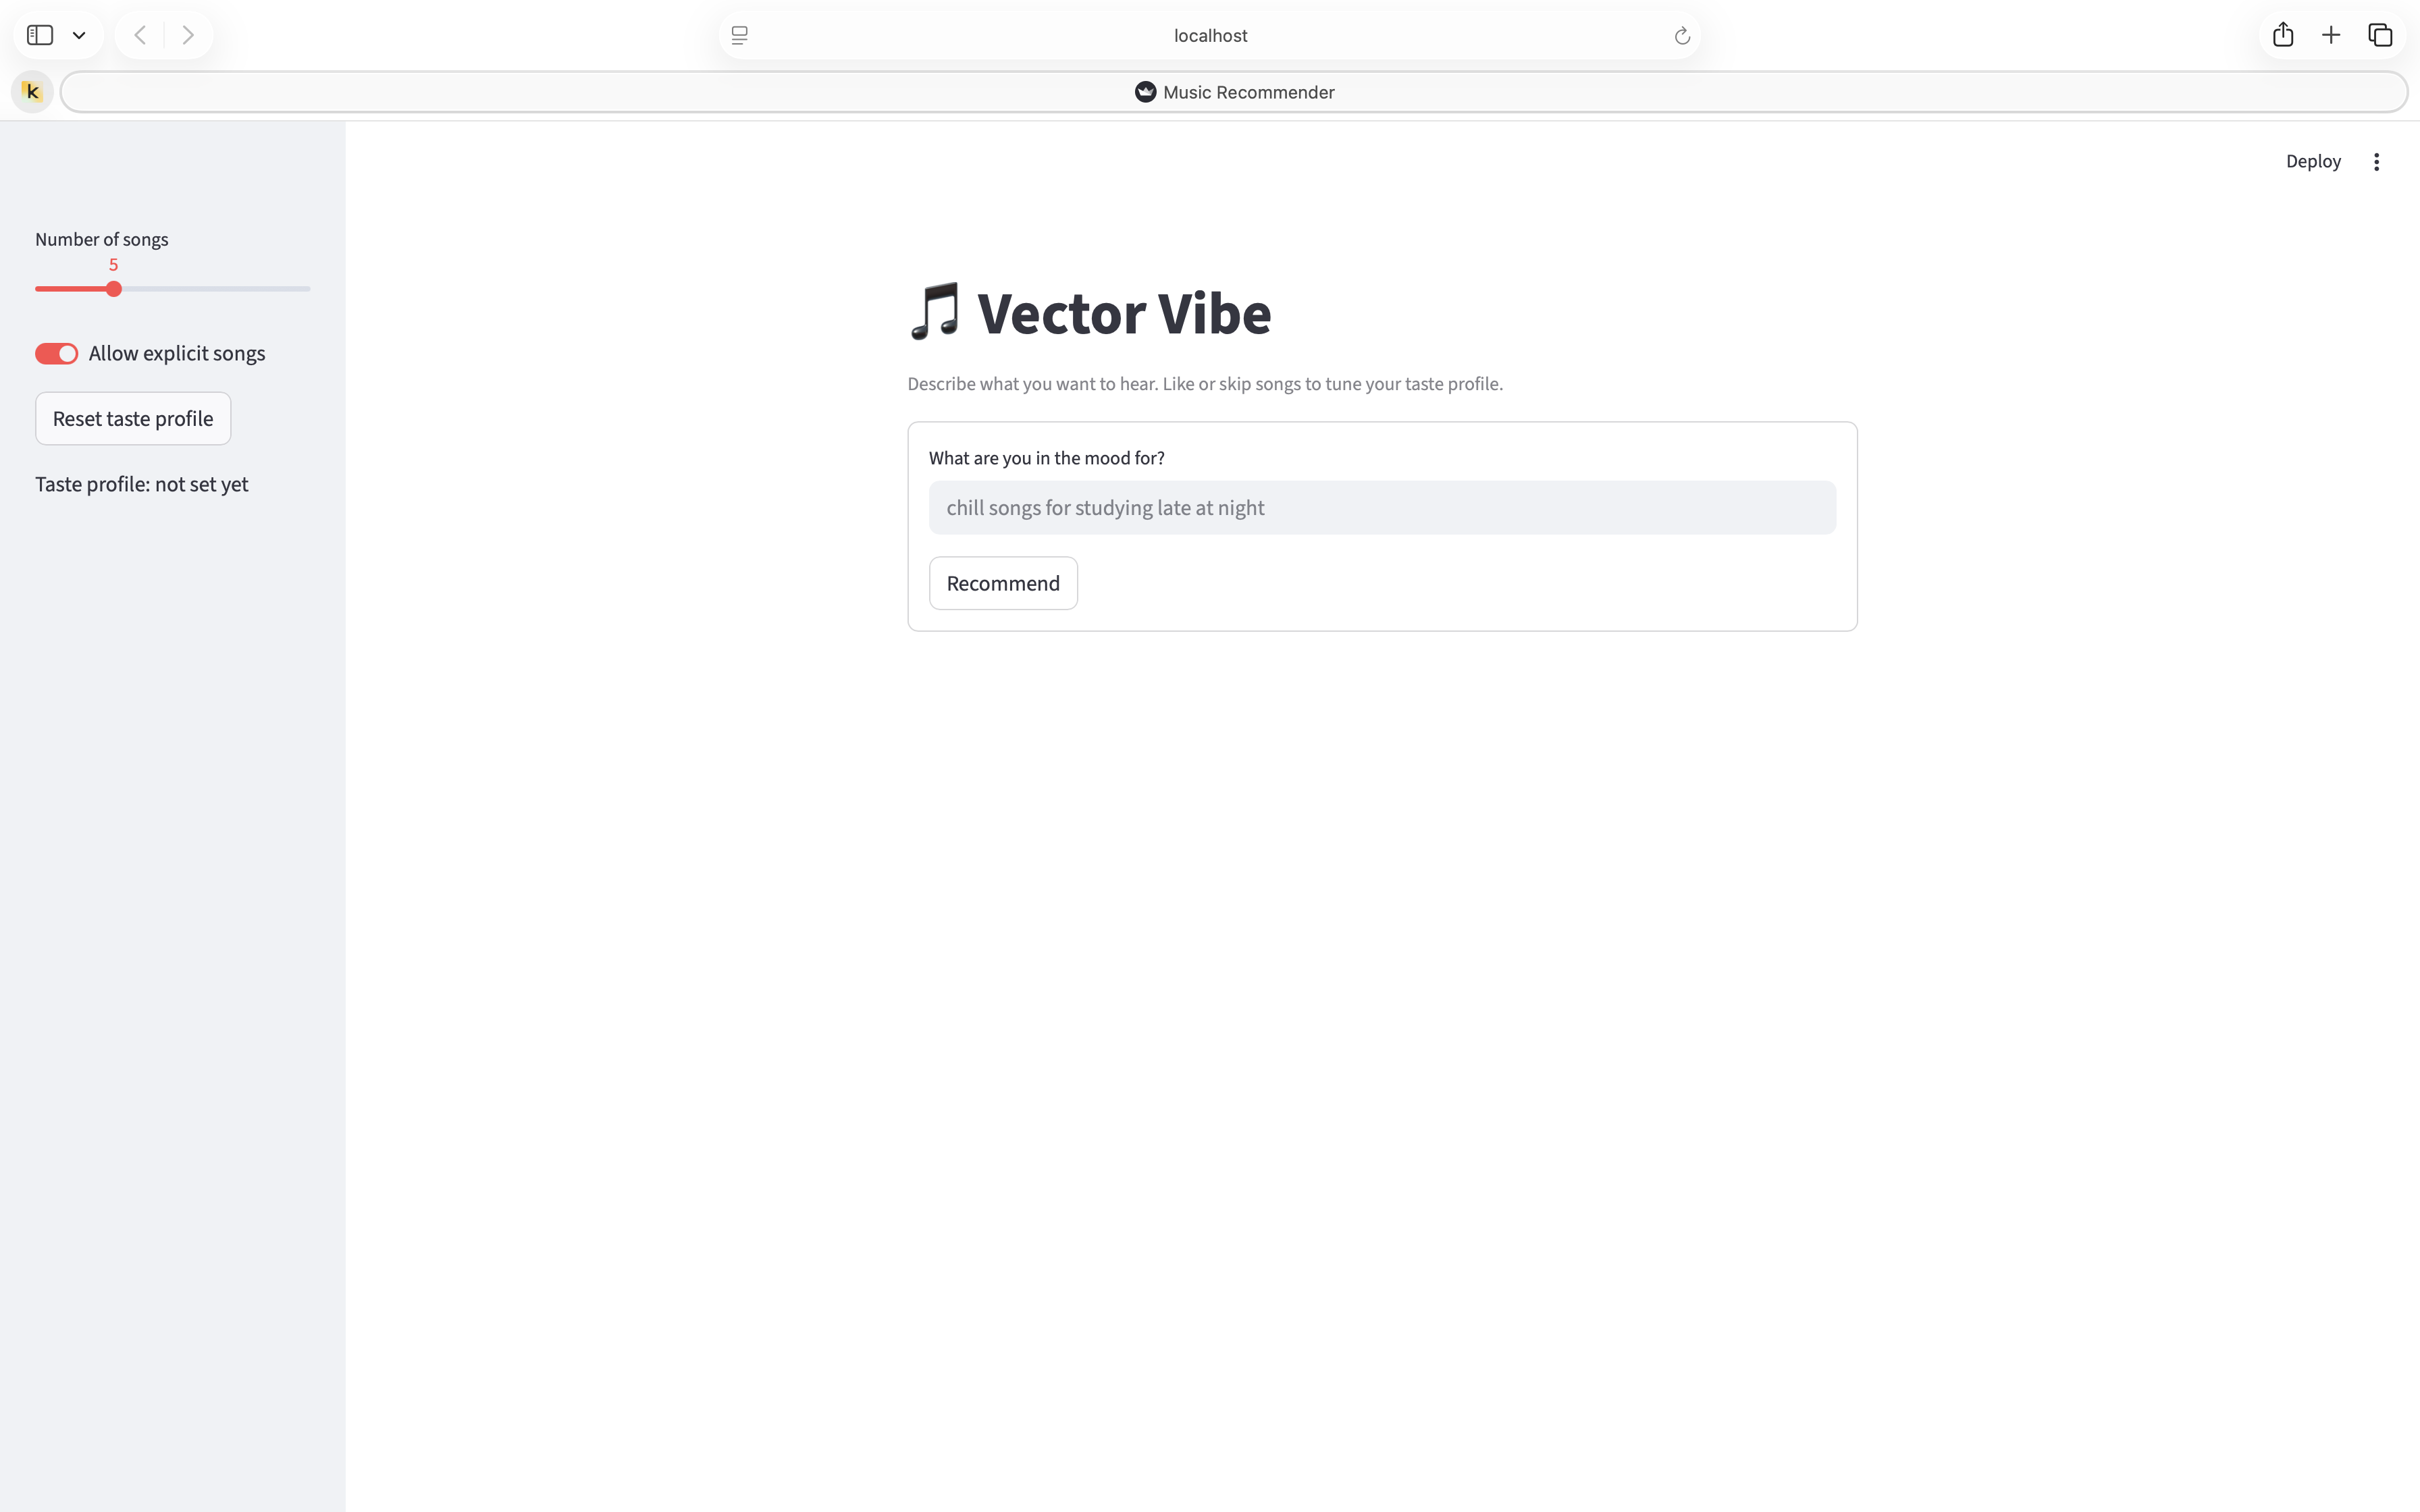 localhost
k
Music Recommender
Deploy
Number of songs
5
Allow explicit songs
Reset taste profile
Taste profile: not set yet
Vector Vibe
Describe what you want to hear. Like or skip songs to tune your taste profile.
What are you in the mood for?
chill songs for studying late at night
Recommend